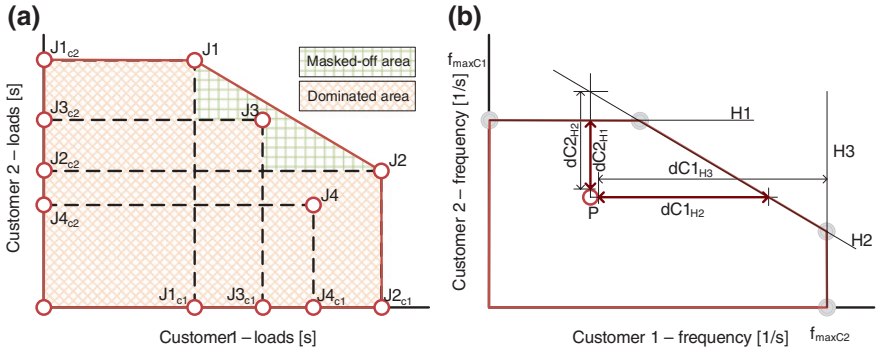 (a)
J1c2
J1
Masked-off area
Dominated area
J3c2
J3
J2c2
J2
J4c2
J4
J1c1
J3c1
J4c1
J2c1
Customer 2 – loads [s]
Customer1 – loads [s]
(b)
fmaxC1
H1
H3
dC2H2
dC2H1
dC1H3
dC1H2
P
H2
Customer 2 – frequency [1/s]
Customer 1 – frequency [1/s]
fmaxC2